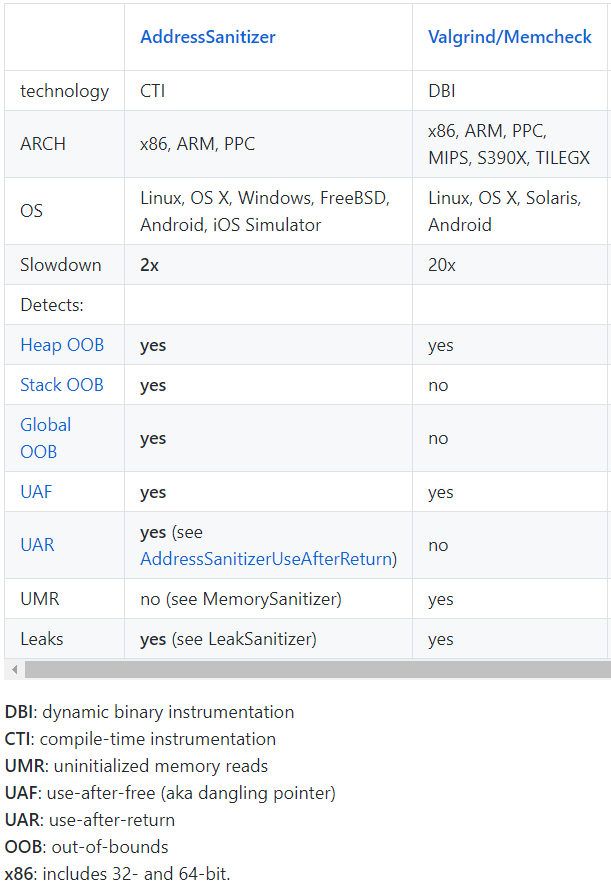 AddressSanitizer Valgrind/Memcheck
technology CTI DBI
ARCH x86, ARM, PPC x86, ARM, PPC,
MIPS, S390X, TILEGX
OS Linux, OS X, Windows, FreeBSD,
Android, iOS Simulator Linux, OS X, Solaris,
Android
Slowdown 2x 20x
Detects:
Heap OOB yes yes
Stack OOB yes no
Global
OOB yes no
UAF yes yes
UAR yes (see
AddressSanitizerUseAfterReturn) no
UMR no (see MemorySanitizer) yes
Leaks yes (see LeakSanitizer) yes
DBI: dynamic binary instrumentation
CTI: compile-time instrumentation
UMR: uninitialized memory reads
UAF: use-after-free (aka dangling pointer)
UAR: use-after-return
OOB: out-of-bounds
x86: includes 32- and 64-bit.